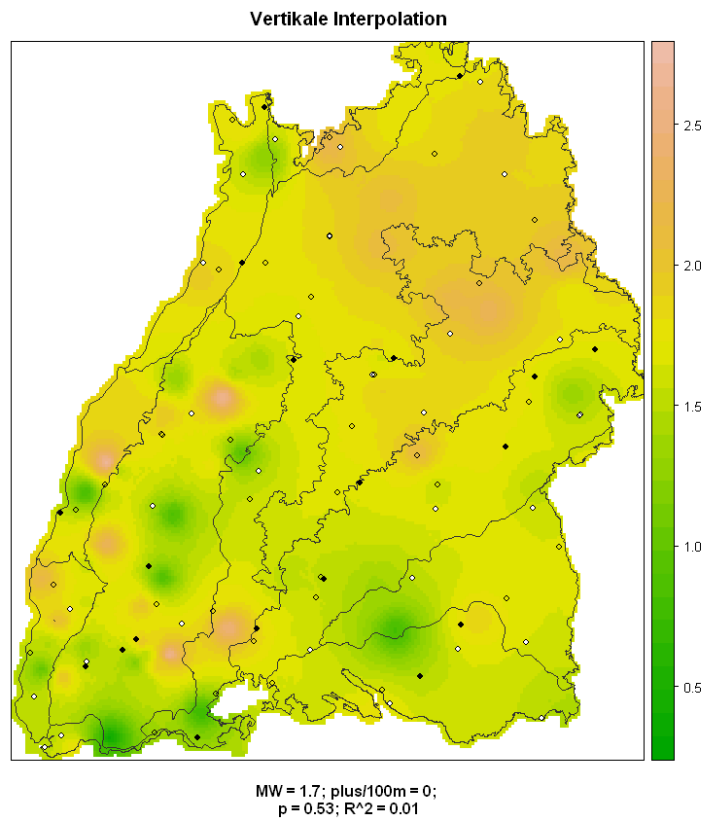 Vertikale Interpolation
2.5
2.0
1.5
1.0
0.5
MW = 1.7; plus/100m = 0;
p = 0.53; R^2 = 0.01